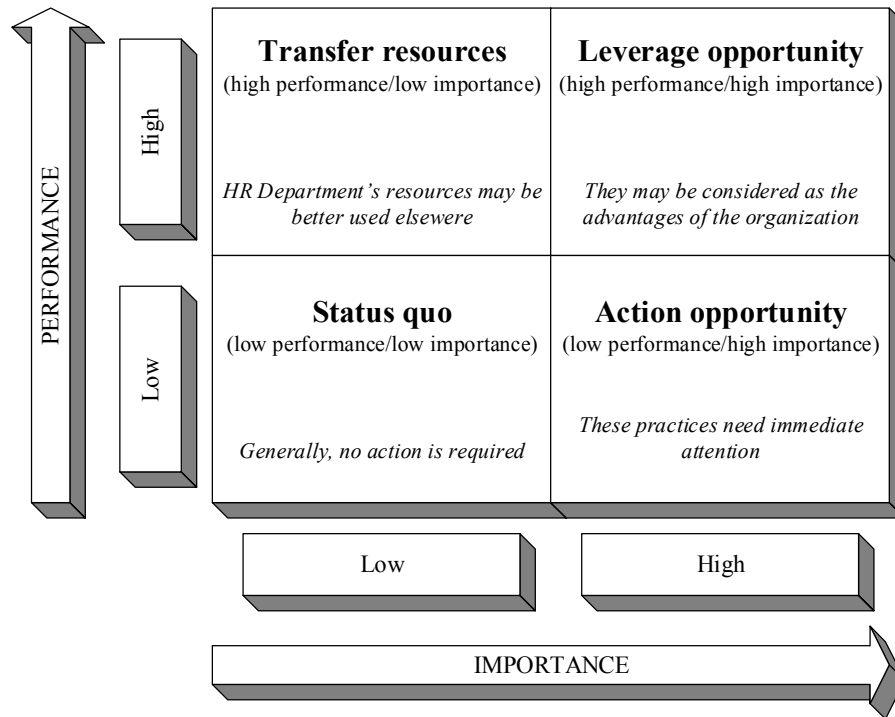 PERFORMANCE
High
Low
Transfer resources
(high performance/low importance)
HR Department’s resources may be
better used elsewere
Leverage opportunity
(high performance/high importance)
They may be considered as the
advantages of the organization
Status quo
(low performance/low importance)
Generally, no action is required
Action opportunity
(low performance/high importance)
These practices need immediate
attention
Low
High
IMPORTANCE